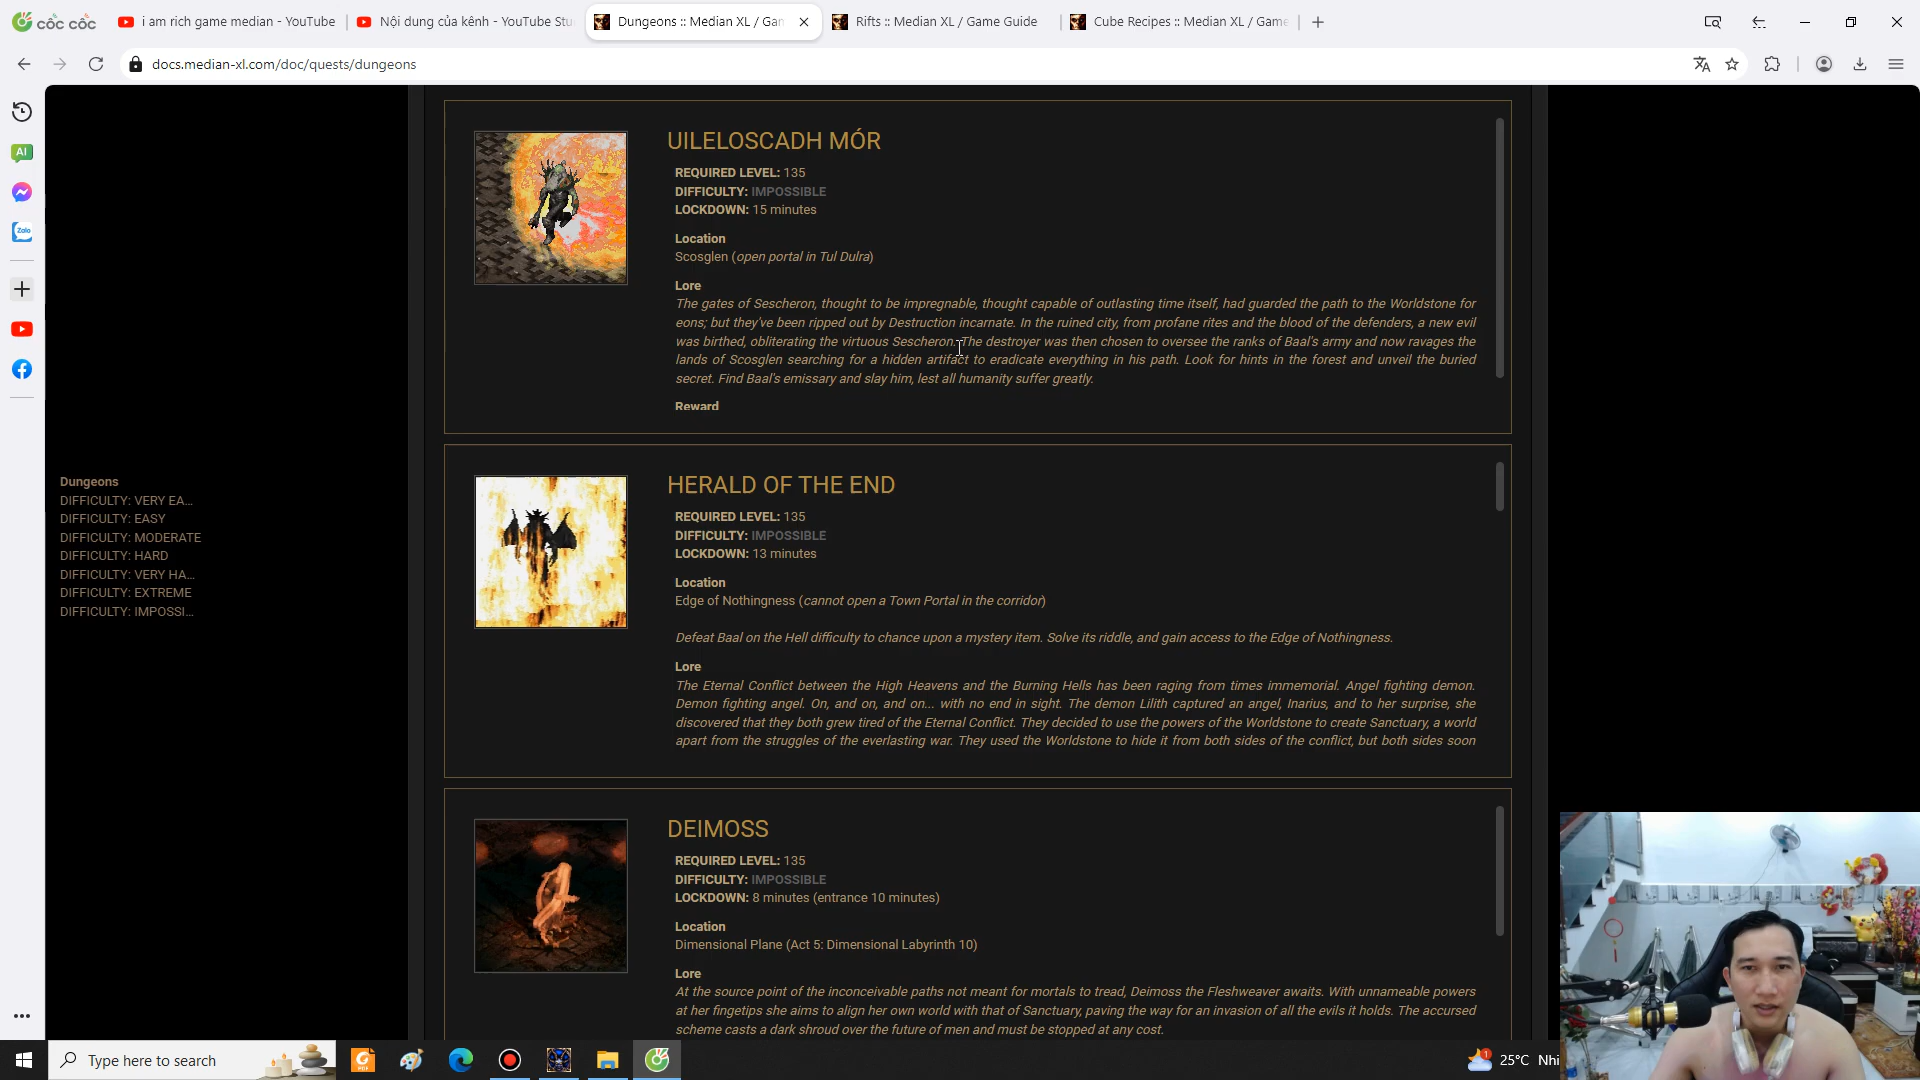 cốc cốc
i am rich game median - YouTube
Nội dung của kênh - YouTube Stu
Dungeons :: Median XL / Gan
Rifts :: Median XL / Game Guide
Cube Recipes :: Median XL / Game
docs.median-xl.com/doc/quests/dungeons
AI
Zalo
Dungeons
DIFFICULTY: VERY EA...
DIFFICULTY: EASY
DIFFICULTY: MODERATE
DIFFICULTY: HARD
DIFFICULTY: VERY HA...
DIFFICULTY: EXTREME
DIFFICULTY: IMPOSSI...
UILELOSCADH MÓR
REQUIRED LEVEL: 135
DIFFICULTY: IMPOSSIBLE
LOCKDOWN: 15 minutes
Location
Scosglen (open portal in Tul Dulra)
Lore
The gates of Sescheron, thought to be impregnable, thought capable of outlasting time itself, had guarded the path to the Worldstone for
eons; but they've been ripped out by Destruction incarnate. In the ruined city, from profane rites and the blood of the defenders, a new evil
was birthed, obliterating the virtuous Sescheron. The destroyer was then chosen to oversee the ranks of Baal's army and now ravages the
lands of Scosglen searching for a hidden artifact to eradicate everything in his path. Look for hints in the forest and unveil the buried
secret. Find Baal's emissary and slay him, lest all humanity suffer greatly.
Reward
HERALD OF THE END
REQUIRED LEVEL: 135
DIFFICULTY: IMPOSSIBLE
LOCKDOWN: 13 minutes
Location
Edge of Nothingness (cannot open a Town Portal in the corridor)
Defeat Baal on the Hell difficulty to chance upon a mystery item. Solve its riddle, and gain access to the Edge of Nothingness.
Lore
The Eternal Conflict between the High Heavens and the Burning Hells has been raging from times immemorial. Angel fighting demon.
Demon fighting angel. On, and on, and on... with no end in sight. The demon Lilith captured an angel, Inarius, and to her surprise, she
discovered that they both grew tired of the Eternal Conflict. They decided to use the powers of the Worldstone to create Sanctuary, a world
apart from the struggles of the everlasting war. They used the Worldstone to hide it from both sides of the conflict, but both sides soon
DEIMOSS
REQUIRED LEVEL: 135
DIFFICULTY: IMPOSSIBLE
LOCKDOWN: 8 minutes (entrance 10 minutes)
Location
Dimensional Plane (Act 5: Dimensional Labyrinth 10)
Lore
At the source point of the inconceivable paths not meant for mortals to tread, Deimoss the Fleshweaver awaits. With unnameable powers
at her fingetips she aims to align her own world with that of Sanctuary, paving the way for an invasion of all the evils it holds. The accursed
scheme casts a dark shroud over the future of men and must be stopped at any cost.
Type here to search
PDF
1
25°C Nhi